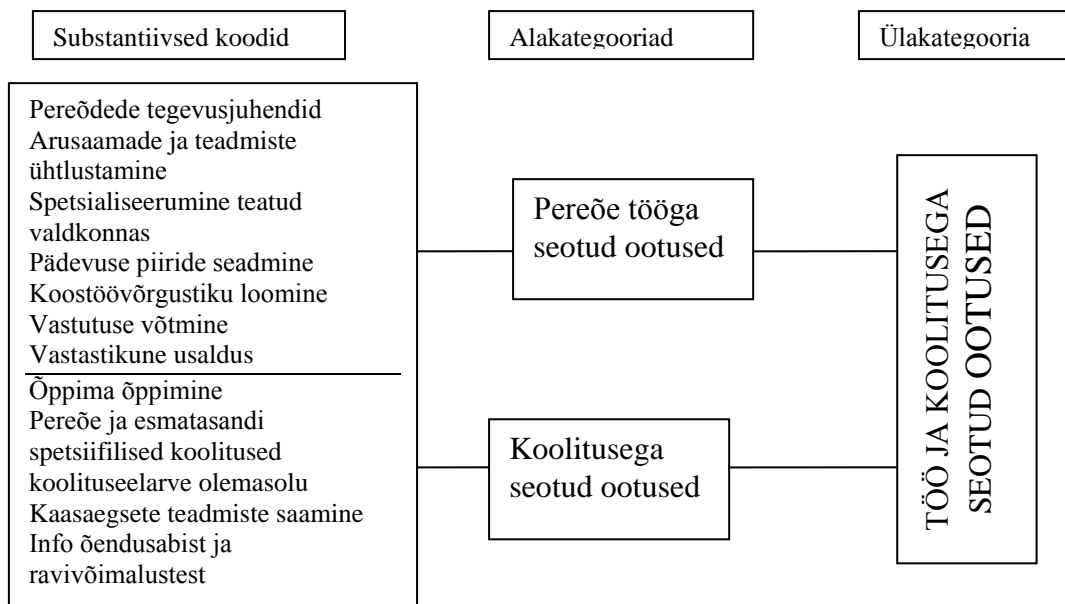 Substantiivsed koodid
Alakategooriad
Ülakategooria
Pereõdede tegevusjuhendid
Arusaamade ja teadmiste
ühtlustamine
Spetsialiseerumine teatud
valdkonnas
Pädevuse piiride seadmine
Koostöövõrgustiku loomine
Vastutuse võtmine
Vastastikune usaldus
Õppima õppimine
Pereõe ja esmatasandi
spetsiifilised koolitused
koolituseelarve olemasolu
Kaasaegsete teadmiste saamine
Info õendusabist ja
ravivõimalustest
Pereõe tööga
seotud ootused
Koolitusega
seotud ootused
TÖÖ JA KOOLITUSEGA
SEOTUD OOTUSED